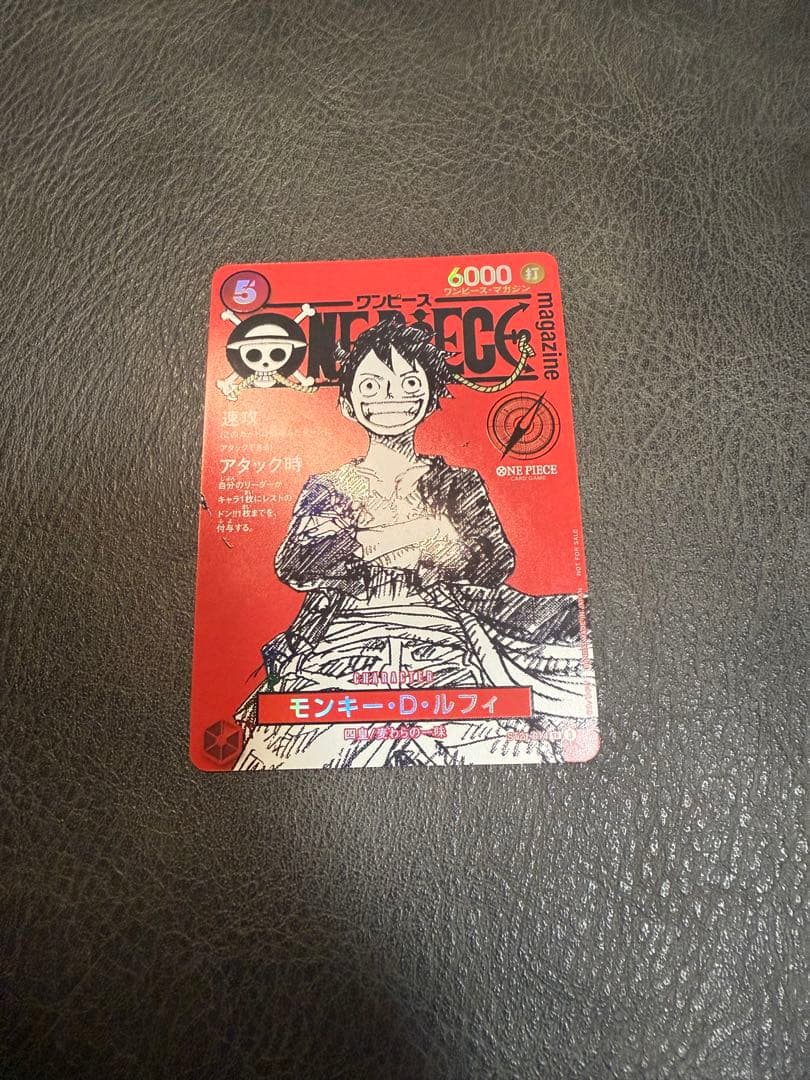 5
6000 打
ワンピース・マガジン
ワンピース
ONE PIECE
magazine
速攻
アタック時
自分のリーダーか
キャラ1枚にレストの
ドン!!1枚までを、
付与する。
ONE PIECE
CARD GAME
NOT FOR SALE
CHARACTER
モンキー・D・ルフィ
四皇/麦わらの一味